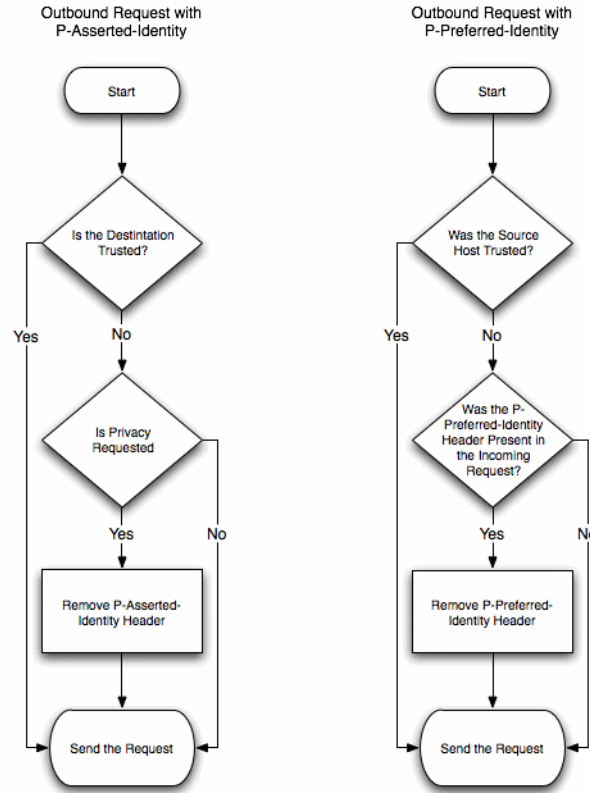 Outbound Request with
P-Asserted-Identity
Start
Is the Destintation
Trusted?
Yes
No
Is Privacy
Requested
Yes
No
Remove P-Asserted-
Identity Header
Send the Request
Outbound Request with
P-Preferred-Identity
Start
Was the Source
Host Trusted?
Yes
No
Was the P-
Preferred-Identity
Header Present in
the Incoming
Request?
Yes
No
Remove P-Preferred-
Identity Header
Send the Request